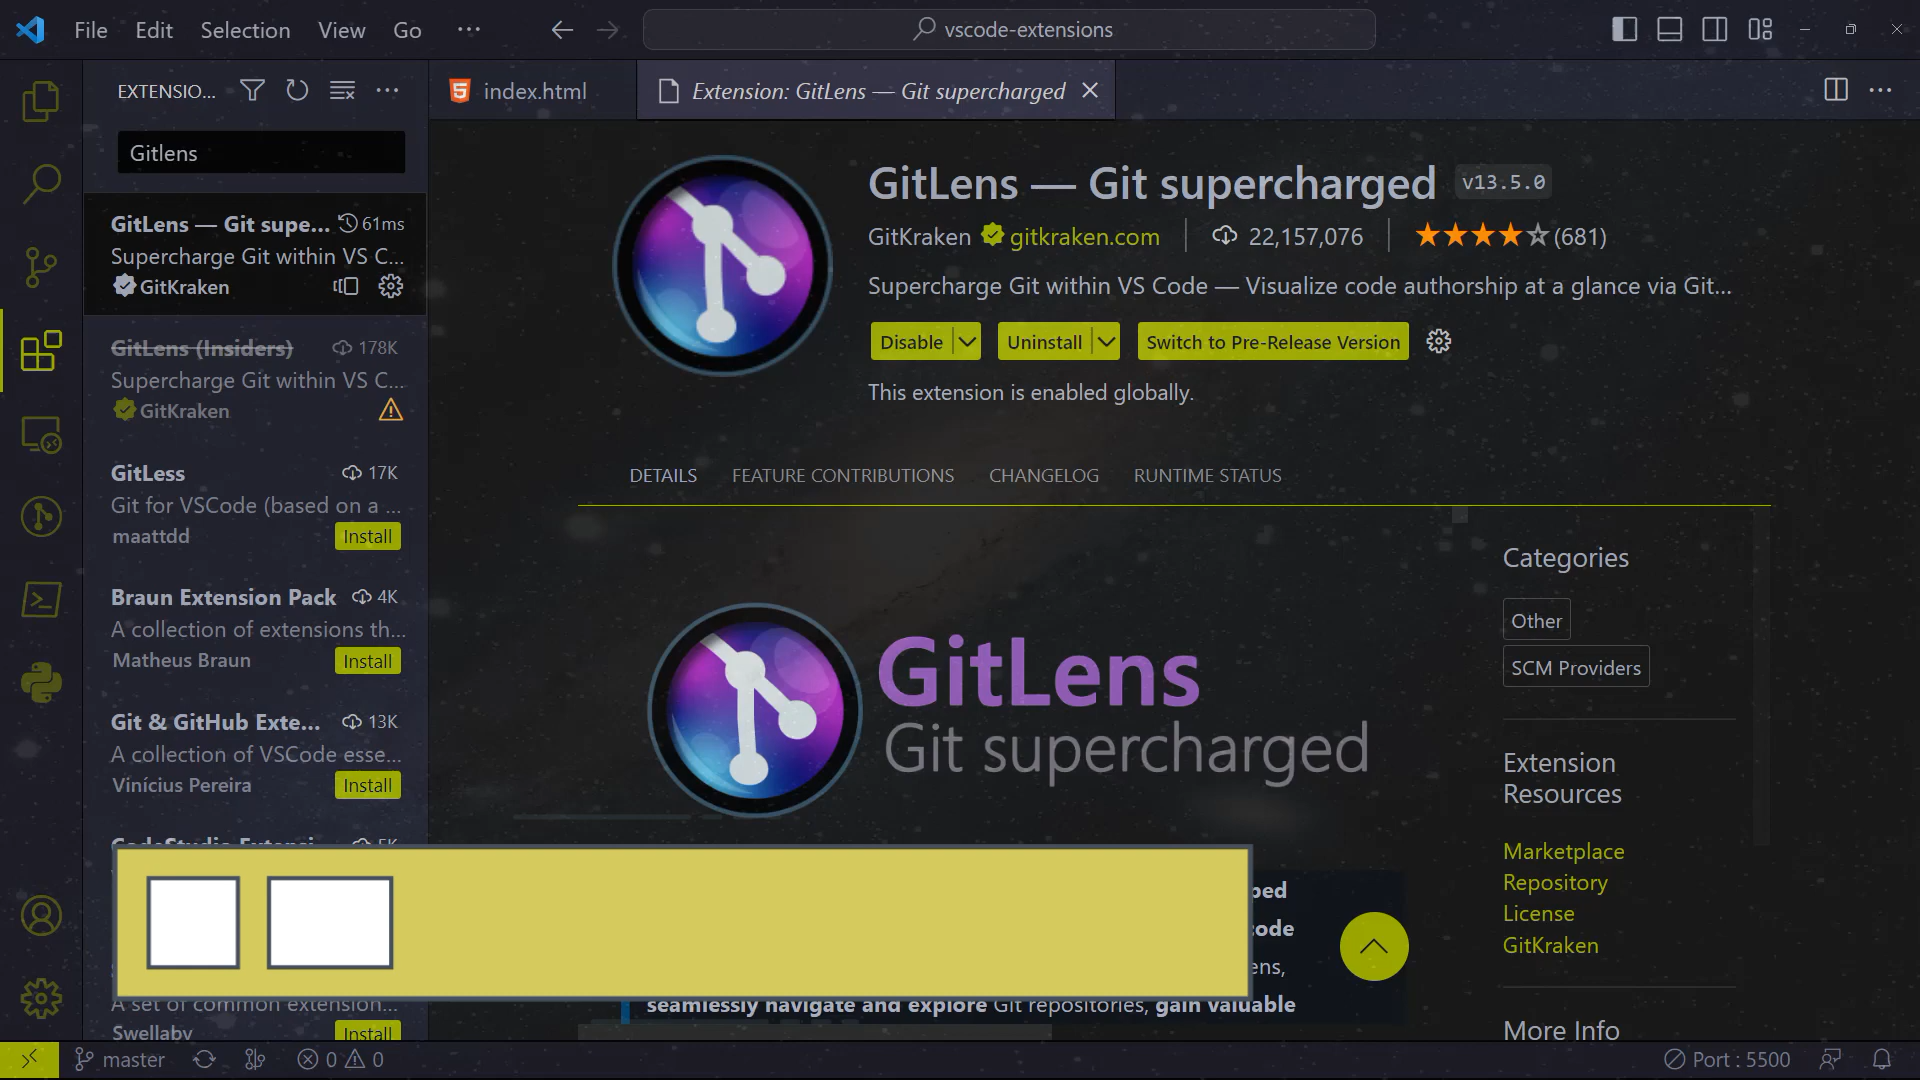 File Edit Selection View Go ···
vscode-extensions
EXTENSIO...
index.html
Extension: GitLens — Git supercharged
Gitlens
GitLens — Git supe... 61ms
Supercharge Git within VS C...
GitKraken
GitLens (Insiders) 178K
Supercharge Git within VS C...
GitKraken
GitLess 17K
Git for VSCode (based on a ...
maattdd
Install
Braun Extension Pack 4K
A collection of extensions th...
Matheus Braun
Install
Git & GitHub Exte... 13K
A collection of VSCode esse...
Vinícius Pereira
Install
A set of common extension...
Swellaby
Install
GitLens — Git supercharged v13.5.0
GitKraken gitkraken.com 22,157,076 (681)
Supercharge Git within VS Code — Visualize code authorship at a glance via Git...
Disable Uninstall Switch to Pre-Release Version
This extension is enabled globally.
DETAILS FEATURE CONTRIBUTIONS CHANGELOG RUNTIME STATUS
GitLens
Git supercharged
seamlessly navigate and explore Git repositories, gain valuable
Categories
Other
SCM Providers
Extension
Resources
Marketplace
Repository
License
GitKraken
More Info
master 0 0
Port : 5500